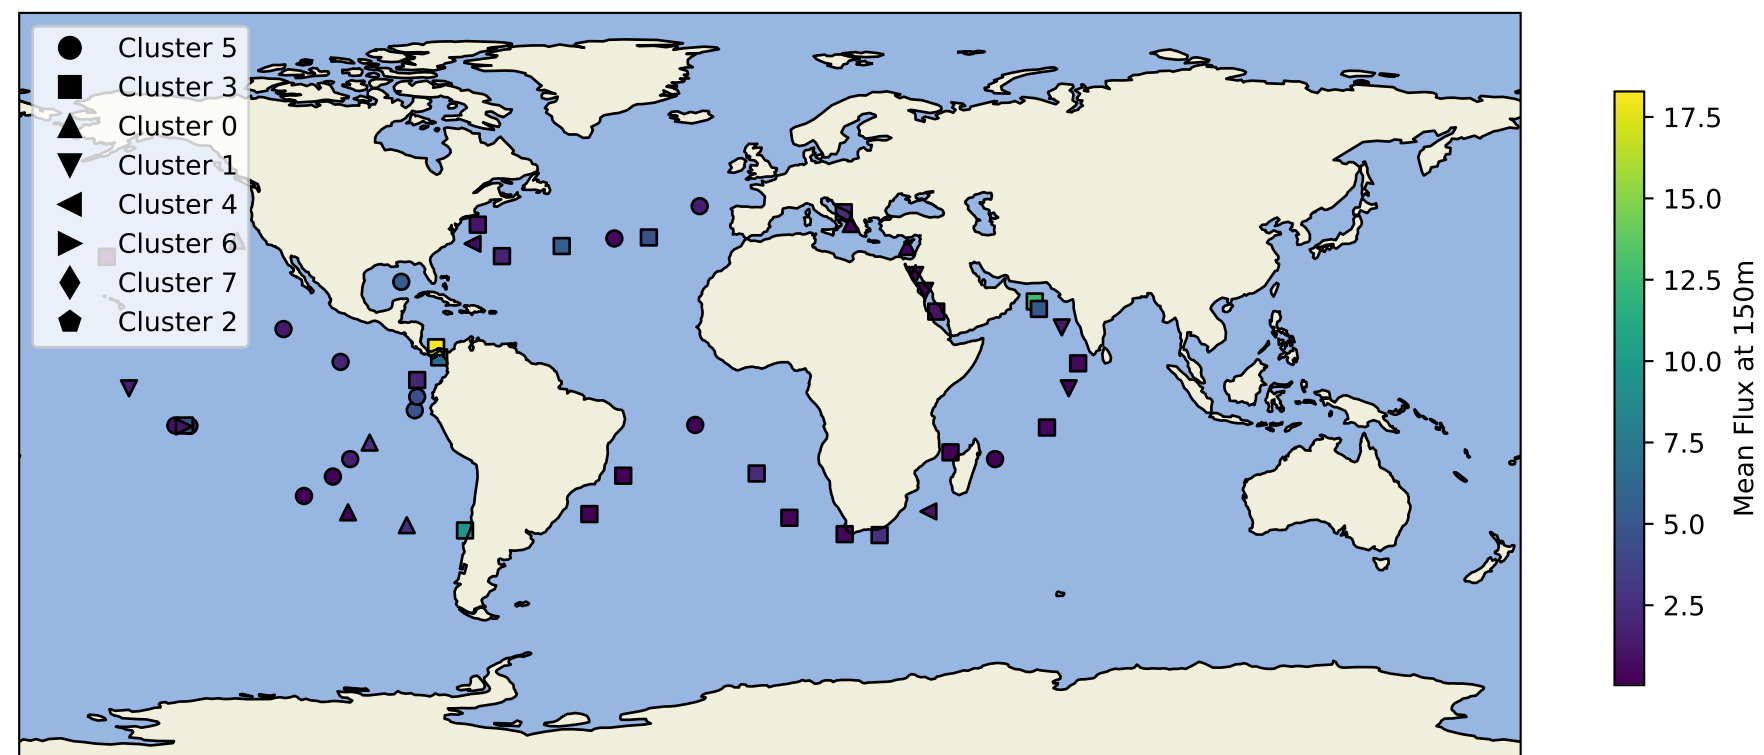 Cluster 5
Cluster 3
Cluster 0
Cluster 1
Cluster 4
Cluster 6
Cluster 7
Cluster 2
17.5
15.0
12.5
10.0
7.5
5.0
2.5
Mean Flux at 150m